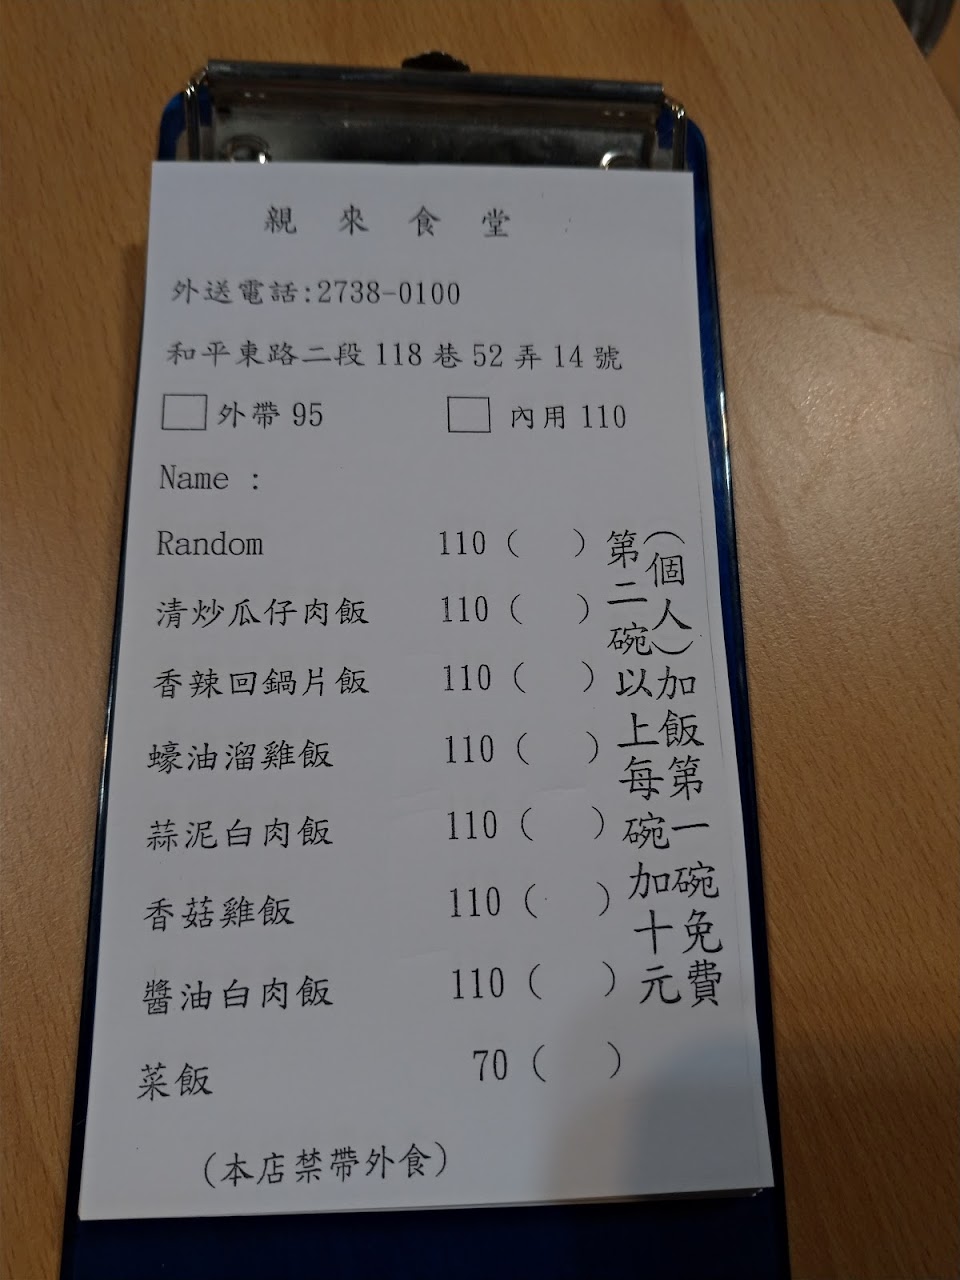 親來食堂
外送電話:2738-0100
和平東路二段118巷52弄14號
□外帶95 □內用110
Name :
Random 110 ( )
清炒瓜仔肉飯 110 ( )
香辣回鍋片飯 110 ( )
蠔油溜雞飯 110 ( )
蒜泥白肉飯 110 ( )
香菇雞飯 110 ( )
醬油白肉飯 110 ( )
菜飯 70 ( )
(個人)加飯第一碗免費
第二碗以上每碗加十元
(本店禁帶外食)